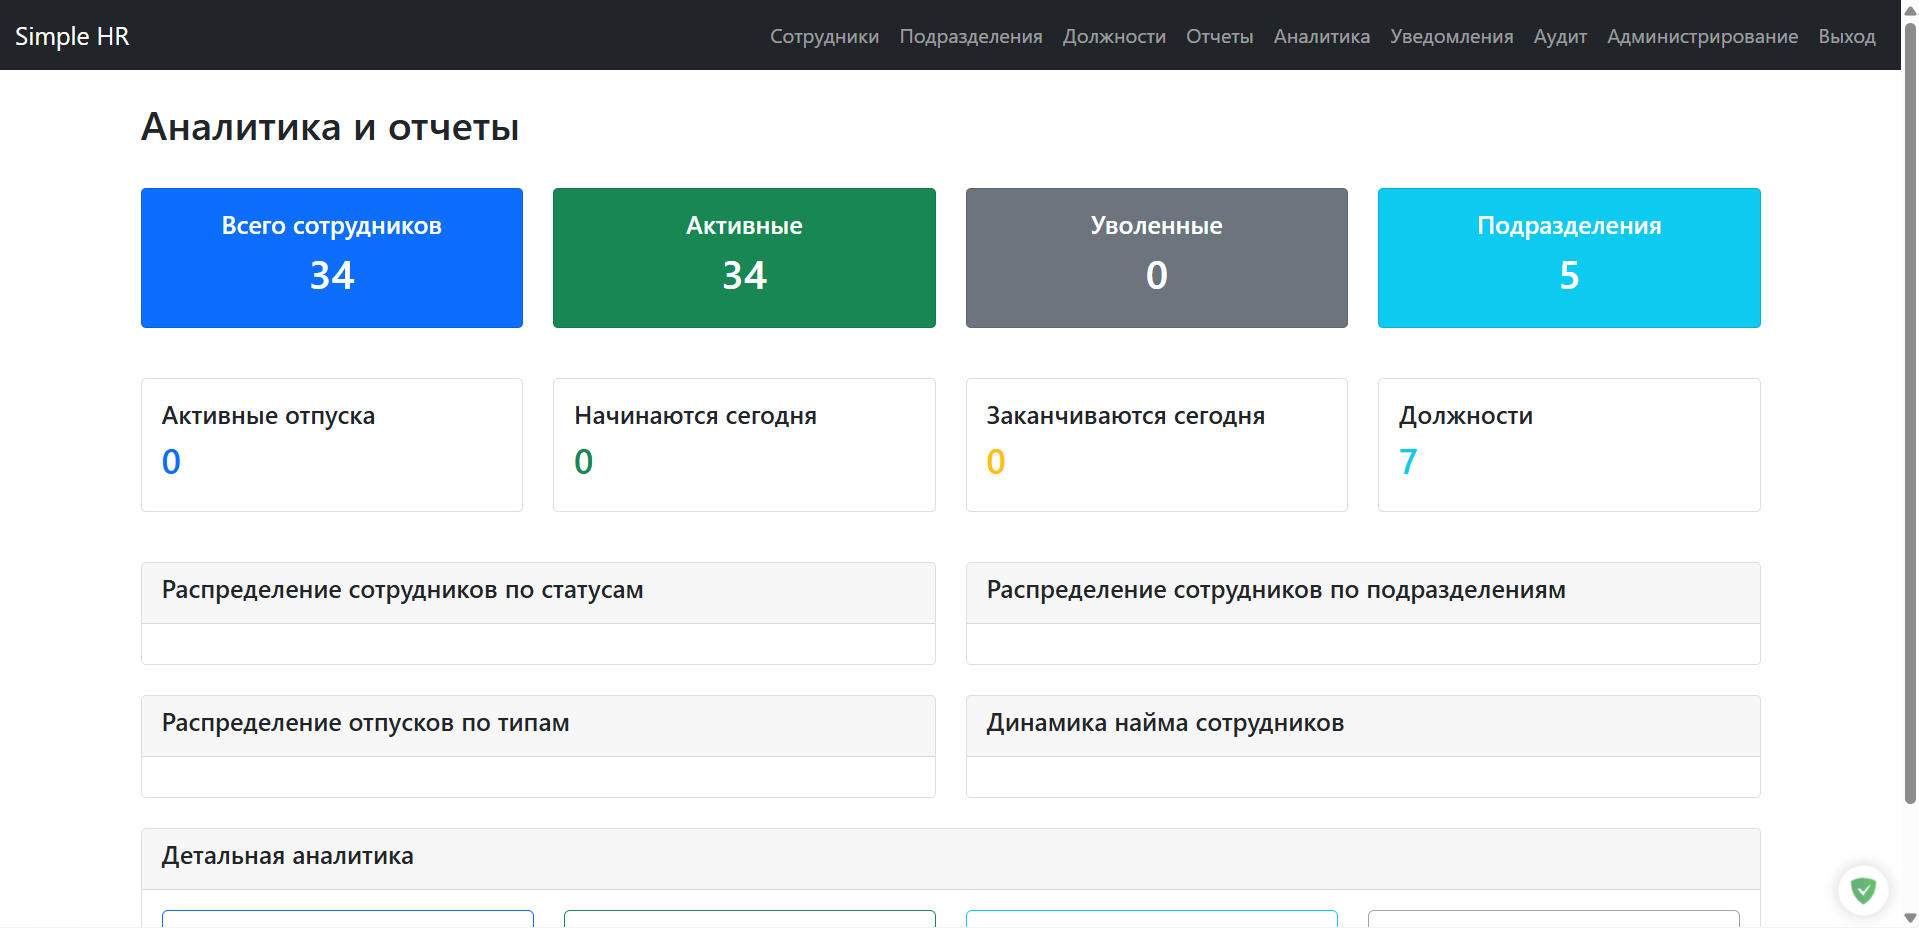 Simple HR
Сотрудники Подразделения Должности Отчеты Аналитика Уведомления Аудит Администрирование Выход
Аналитика и отчеты
Всего сотрудников
34
Активные
34
Уволенные
0
Подразделения
5
Активные отпуска
0
Начинаются сегодня
0
Заканчиваются сегодня
0
Должности
7
Распределение сотрудников по статусам
Распределение сотрудников по подразделениям
Распределение отпусков по типам
Динамика найма сотрудников
Детальная аналитика